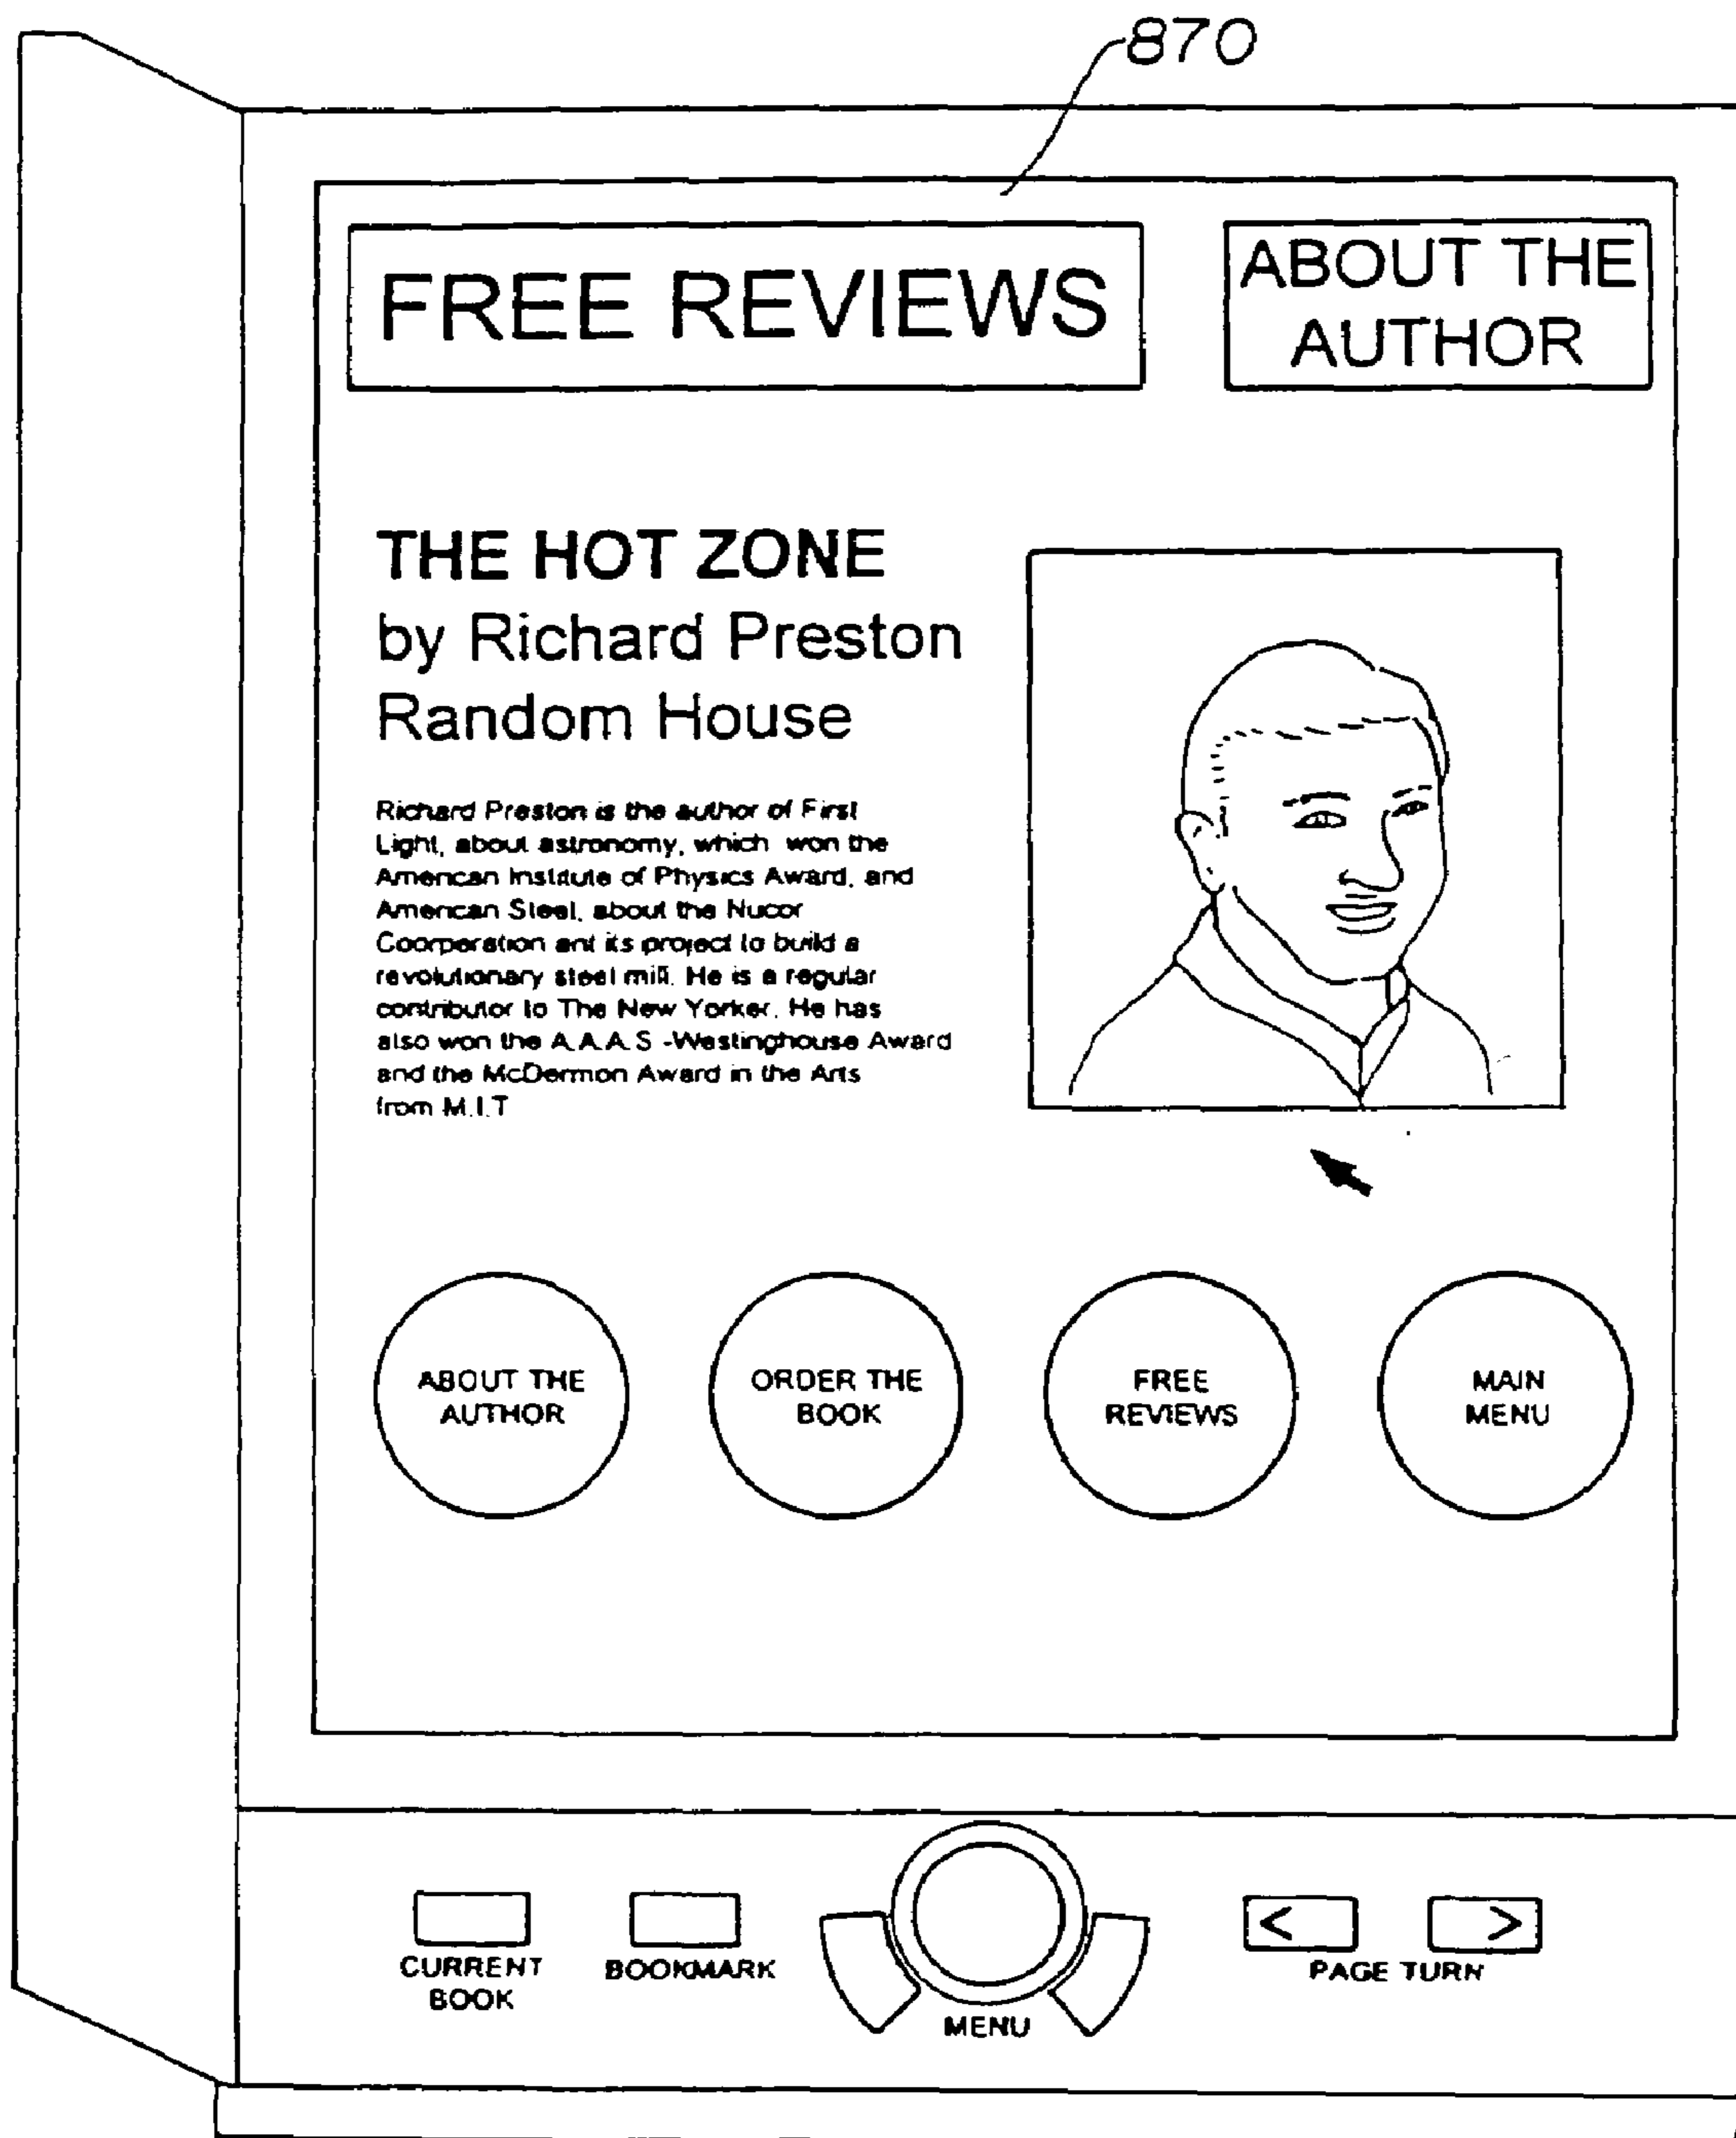 870
FREE REVIEWS
ABOUT THE
AUTHOR
THE HOT ZONE
by Richard Preston
Random House
Richard Preston is the author of First
Light, about astronomy, which won the
American Institute of Physics Award, and
American Steel, about the Nucor
Coorperation ant its project to build a
revolutionary steel mill. He is a regular
contributor to The New Yorker. He has
also won the A.A.A.S -Westinghouse Award
and the McDermon Award in the Arts
from M.I.T
ABOUT THE
AUTHOR
ORDER THE
BOOK
FREE
REVIEWS
MAIN
MENU
CURRENT
BOOK
BOOKMARK
MENU
<
>
PAGE TURN